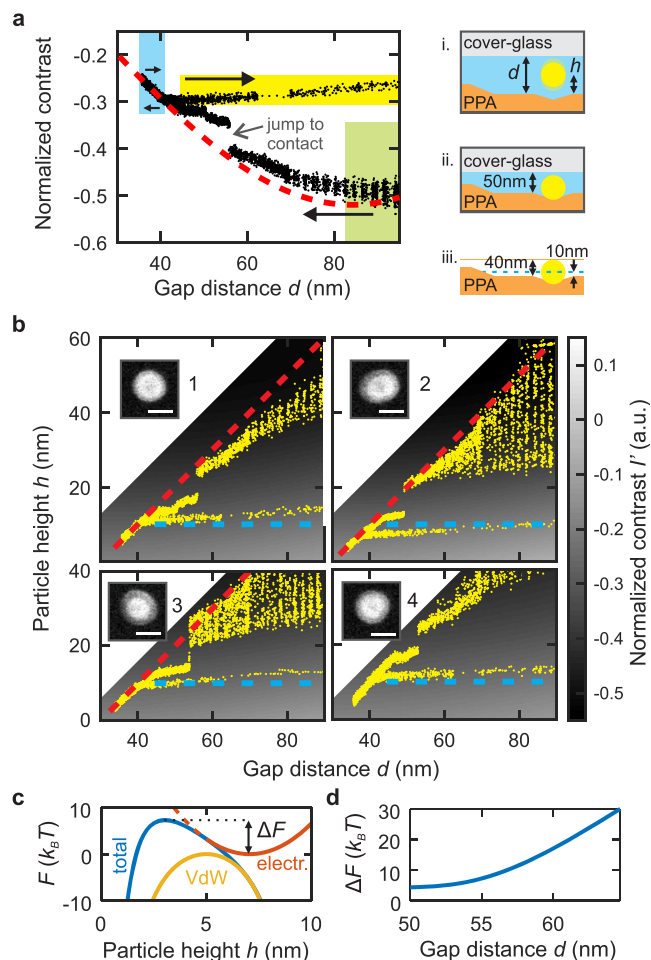 a
-0.2
-0.3
-0.4
-0.5
-0.6
Normalized contrast
jump to
contact
40
60
80
Gap distance d (nm)
i.
cover-glass
d
h
PPA
ii.
cover-glass
50nm
PPA
iii.
40nm
10nm
PPA
b
60
40
20
0
40
20
0
Particle height h (nm)
1
2
3
4
40
60
80
40
60
80
Gap distance d (nm)
0.1
0
-0.1
-0.2
-0.3
-0.4
-0.5
Normalized contrast I' (a.u.)
c
10
0
-10
F (kBT)
total
VdW
electr.
ΔF
0
5
10
Particle height h (nm)
d
30
20
10
0
ΔF (kBT)
50
55
60
Gap distance d (nm)